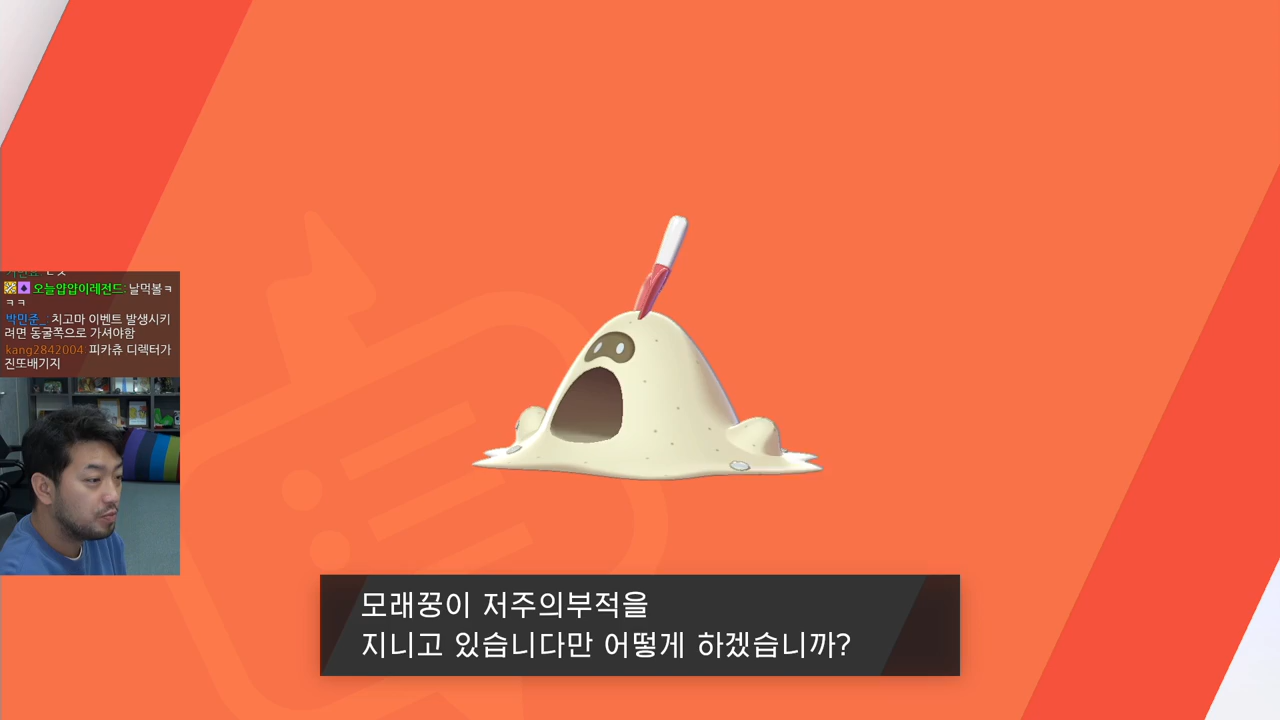 오늘얍얍이레전드: 날먹볼ㅋ
ㅋㅋ
박민준_: 치고마 이벤트 발생시키
려면 동굴쪽으로 가셔야함
kang2842004: 피카츄 디렉터가
진또배기지
모래꿍이 저주의부적을
지니고 있습니다만 어떻게 하겠습니까?